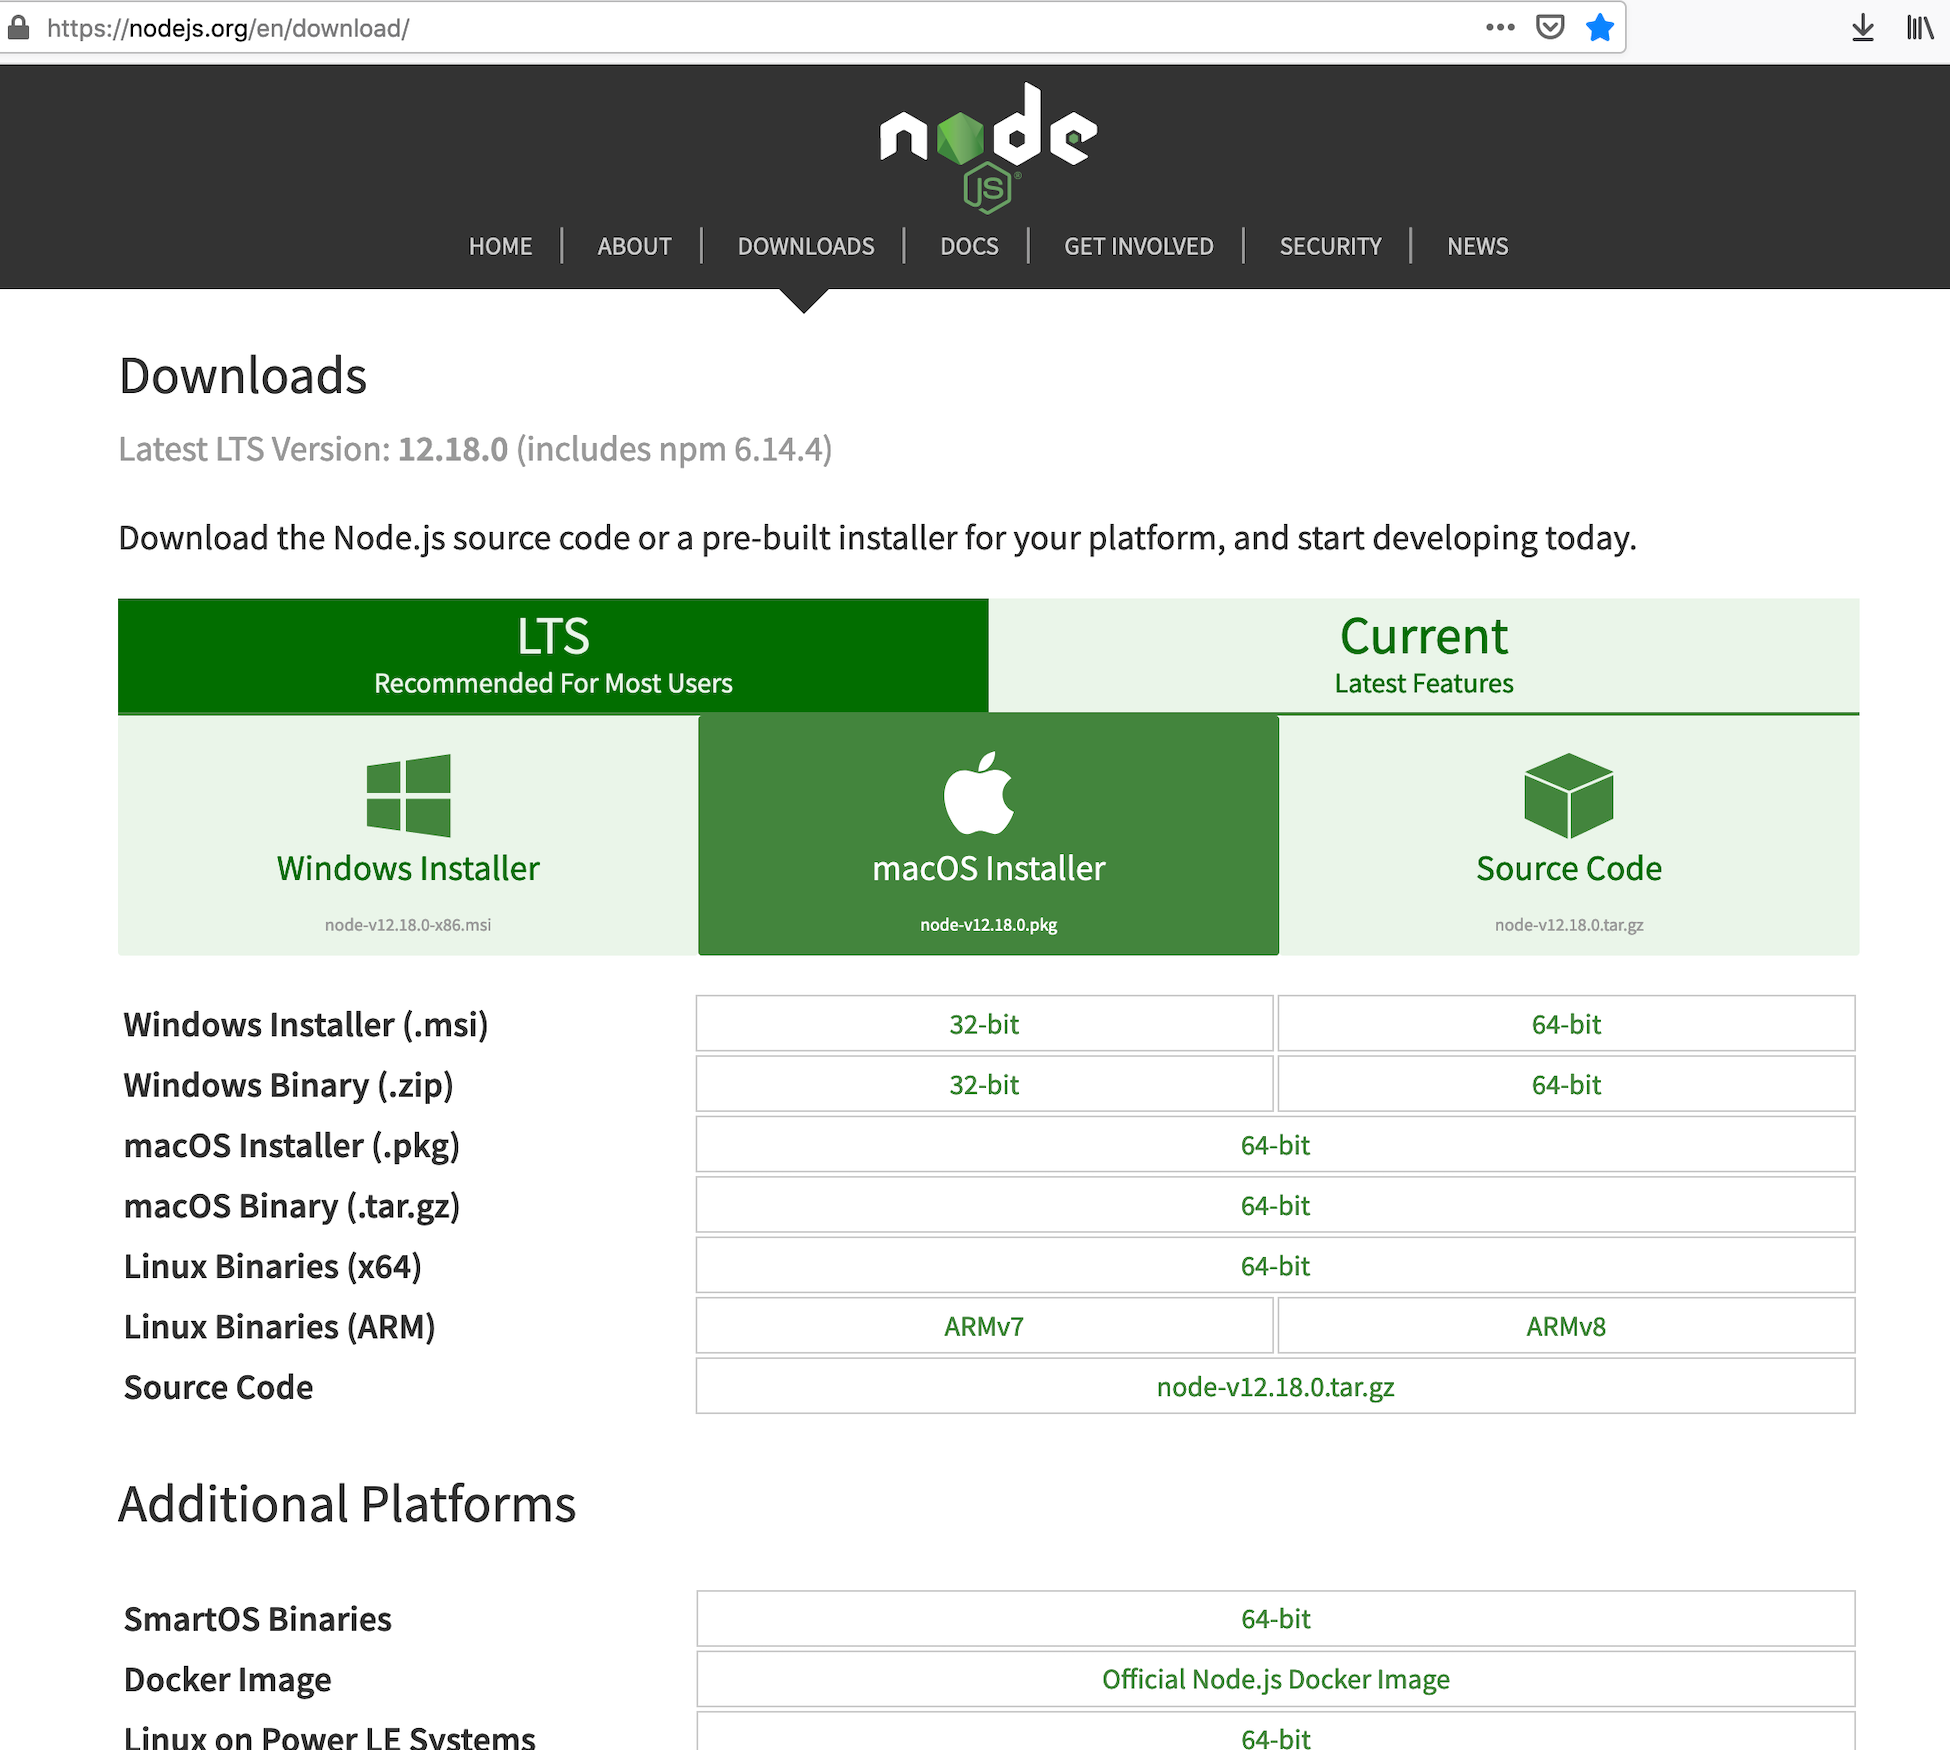 https://nodejs.org/en/download/
node
JS®
HOME ABOUT DOWNLOADS DOCS GET INVOLVED SECURITY NEWS
Downloads
Latest LTS Version: 12.18.0 (includes npm 6.14.4)
Download the Node.js source code or a pre-built installer for your platform, and start developing today.
LTS
Recommended For Most Users
Current
Latest Features
Windows Installer
node-v12.18.0-x86.msi
macOS Installer
node-v12.18.0.pkg
Source Code
node-v12.18.0.tar.gz
Windows Installer (.msi) 32-bit 64-bit
Windows Binary (.zip) 32-bit 64-bit
macOS Installer (.pkg) 64-bit
macOS Binary (.tar.gz) 64-bit
Linux Binaries (x64) 64-bit
Linux Binaries (ARM) ARMv7 ARMv8
Source Code node-v12.18.0.tar.gz
Additional Platforms
SmartOS Binaries 64-bit
Docker Image Official Node.js Docker Image
Linux on Power LE Systems 64-bit